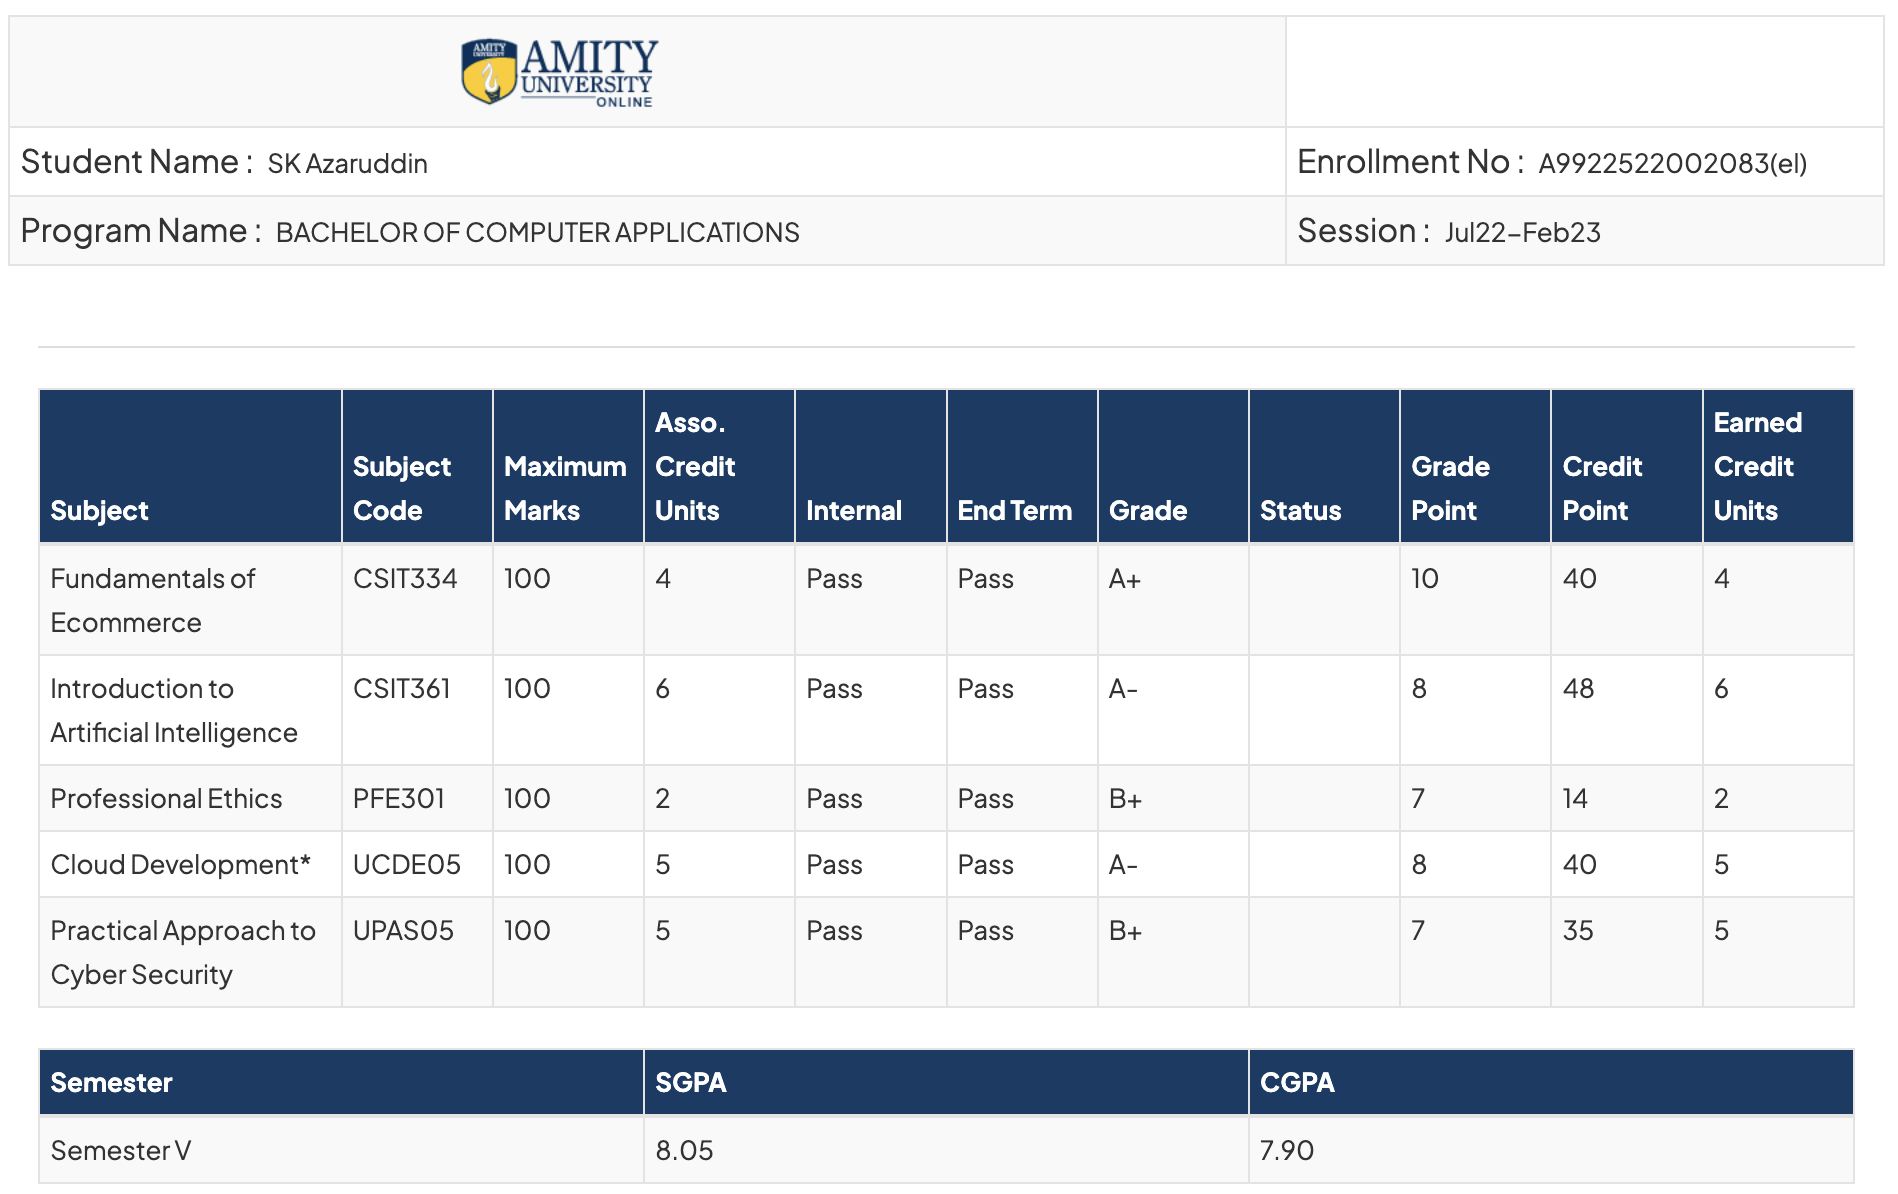 AMITY
UNIVERSITY
AMITY
UNIVERSITY
ONLINE
Student Name : SK Azaruddin
Enrollment No : A9922522002083(el)
Program Name : BACHELOR OF COMPUTER APPLICATIONS
Session : Jul22-Feb23
Subject | Subject Code | Maximum Marks | Asso. Credit Units | Internal | End Term | Grade | Status | Grade Point | Credit Point | Earned Credit Units
Fundamentals of Ecommerce | CSIT334 | 100 | 4 | Pass | Pass | A+ | | 10 | 40 | 4
Introduction to Artificial Intelligence | CSIT361 | 100 | 6 | Pass | Pass | A- | | 8 | 48 | 6
Professional Ethics | PFE301 | 100 | 2 | Pass | Pass | B+ | | 7 | 14 | 2
Cloud Development* | UCDE05 | 100 | 5 | Pass | Pass | A- | | 8 | 40 | 5
Practical Approach to Cyber Security | UPAS05 | 100 | 5 | Pass | Pass | B+ | | 7 | 35 | 5
Semester | SGPA | CGPA
Semester V | 8.05 | 7.90